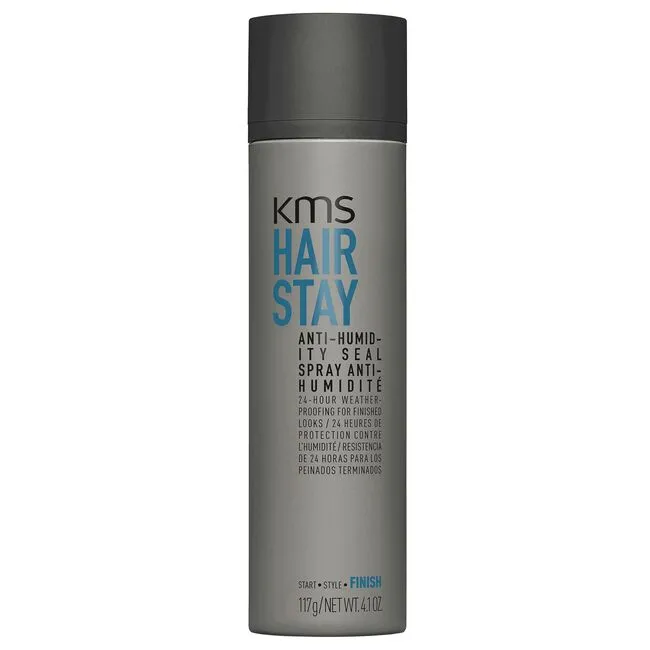 KMS
HAIR
STAY
ANTI-HUMID-
ITY SEAL
SPRAY ANTI-
HUMIDITÉ
24-HOUR WEATHER-
PROOFING FOR FINISHED
LOOKS / 24 HEURES DE
PROTECTION CONTRE
L'HUMIDITÉ / RESISTENCIA
DE 24 HORAS PARA LOS
PEINADOS TERMINADOS
START • STYLE • FINISH
117g/NET WT. 4.1 OZ